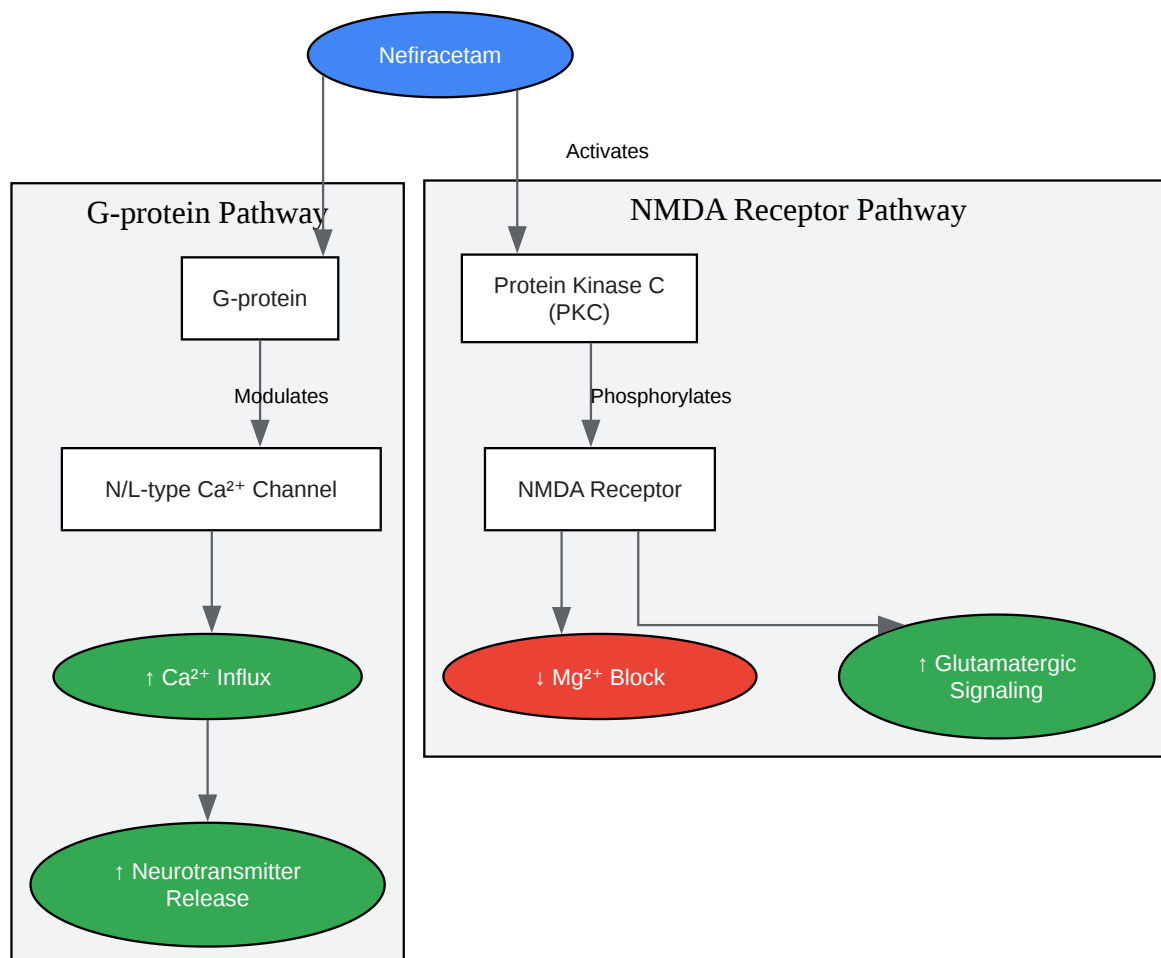 Nefiracetam
Activates
G-protein Pathway
G-protein
Modulates
N/L-type Ca²⁺ Channel
↑ Ca²⁺ Influx
↑ Neurotransmitter
Release
NMDA Receptor Pathway
Protein Kinase C
(PKC)
Phosphorylates
NMDA Receptor
↓ Mg²⁺ Block
↑ Glutamatergic
Signaling